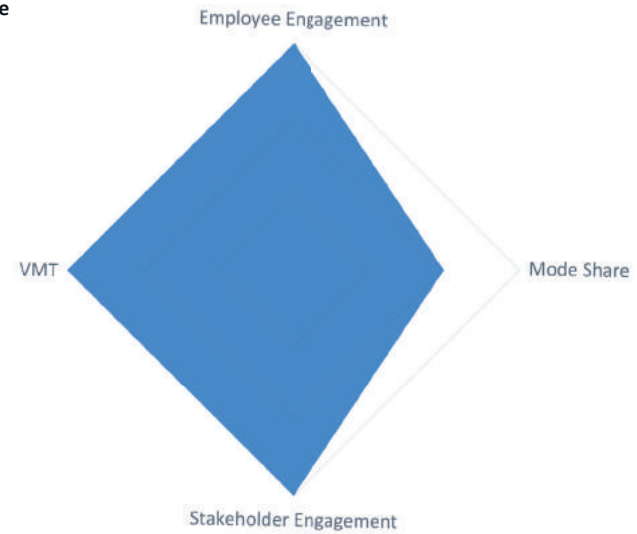 e
Employee Engagement
VMT
Mode Share
Stakeholder Engagement